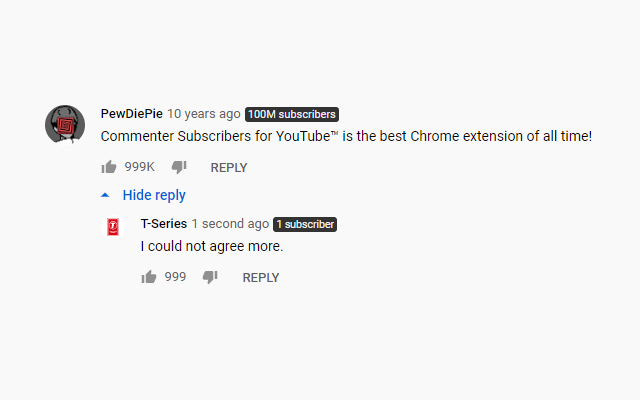 PewDiePie 10 years ago 100M subscribers
Commenter Subscribers for YouTube™ is the best Chrome extension of all time!
999K REPLY
Hide reply
T-Series 1 second ago 1 subscriber
I could not agree more.
999 REPLY